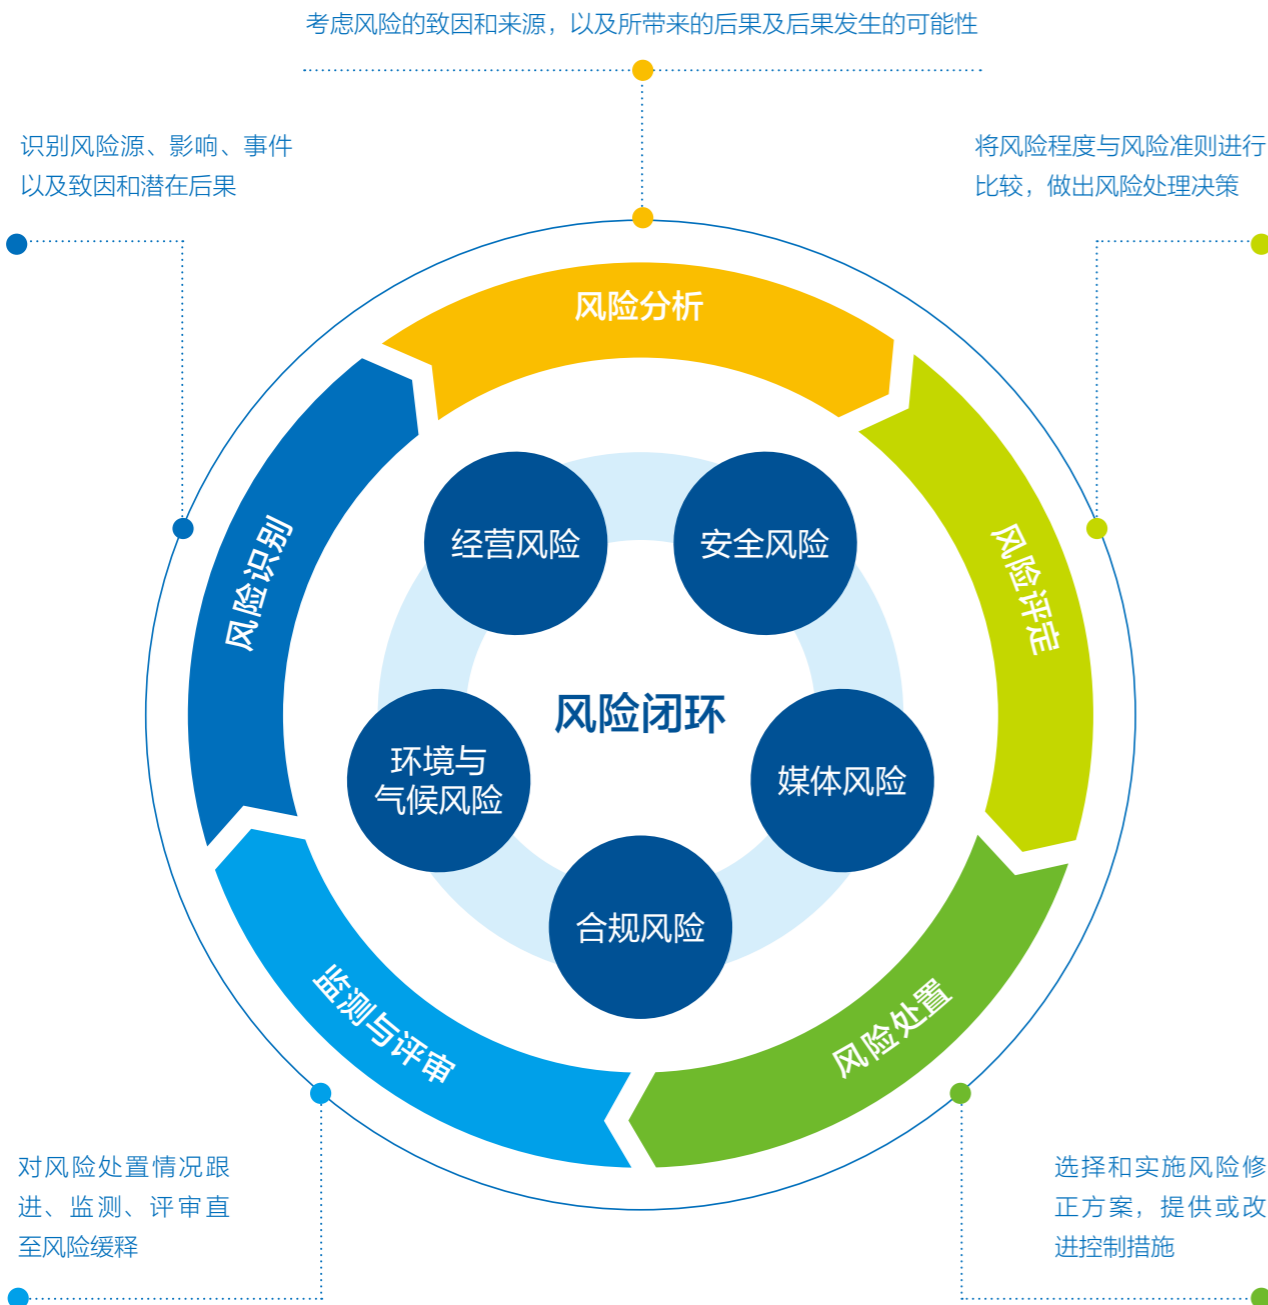 考虑风险的致因和来源，以及所带来的后果及后果发生的可能性
识别风险源、影响、事件
以及致因和潜在后果
将风险程度与风险准则进行
比较，做出风险处理决策
风险分析
风险识别
风险评定
经营风险
安全风险
风险闭环
环境与
气候风险
媒体风险
合规风险
监测与评审
风险处置
对风险处置情况跟
进、监测、评审直
至风险缓释
选择和实施风险修
正方案，提供或改
进控制措施